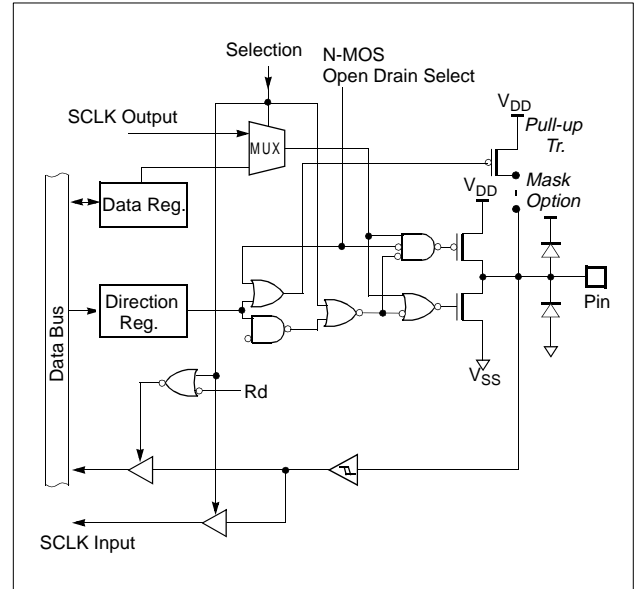 Selection
N-MOS
Open Drain Select
VDD
Pull-up
Tr.
SCLK Output
MUX
Mask
Option
VDD
Data Reg.
Direction
Reg.
Data Bus
Pin
VSS
Rd
SCLK Input